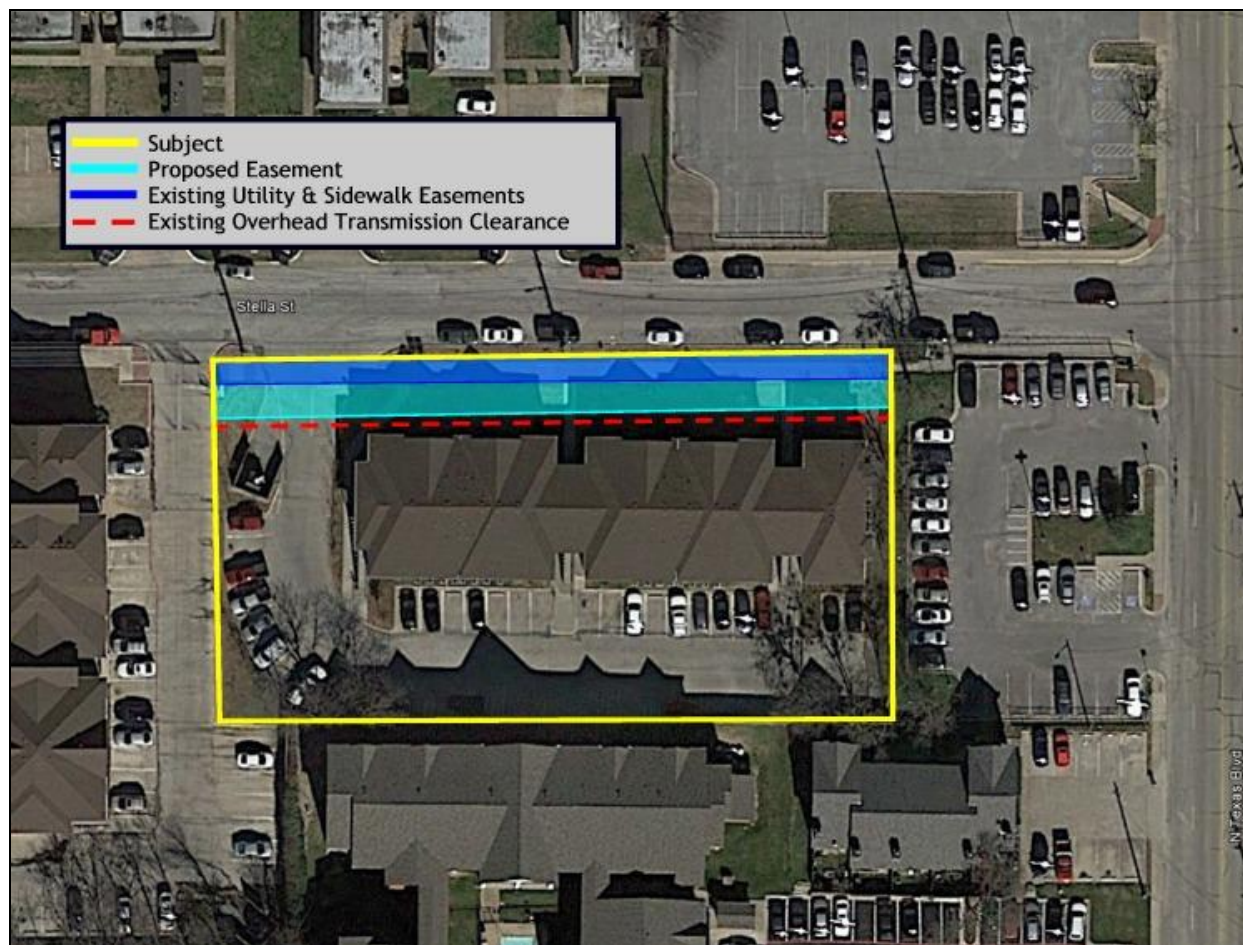 Subject
Proposed Easement
Existing Utility & Sidewalk Easements
Existing Overhead Transmission Clearance
Stella St
N Texas Blvd